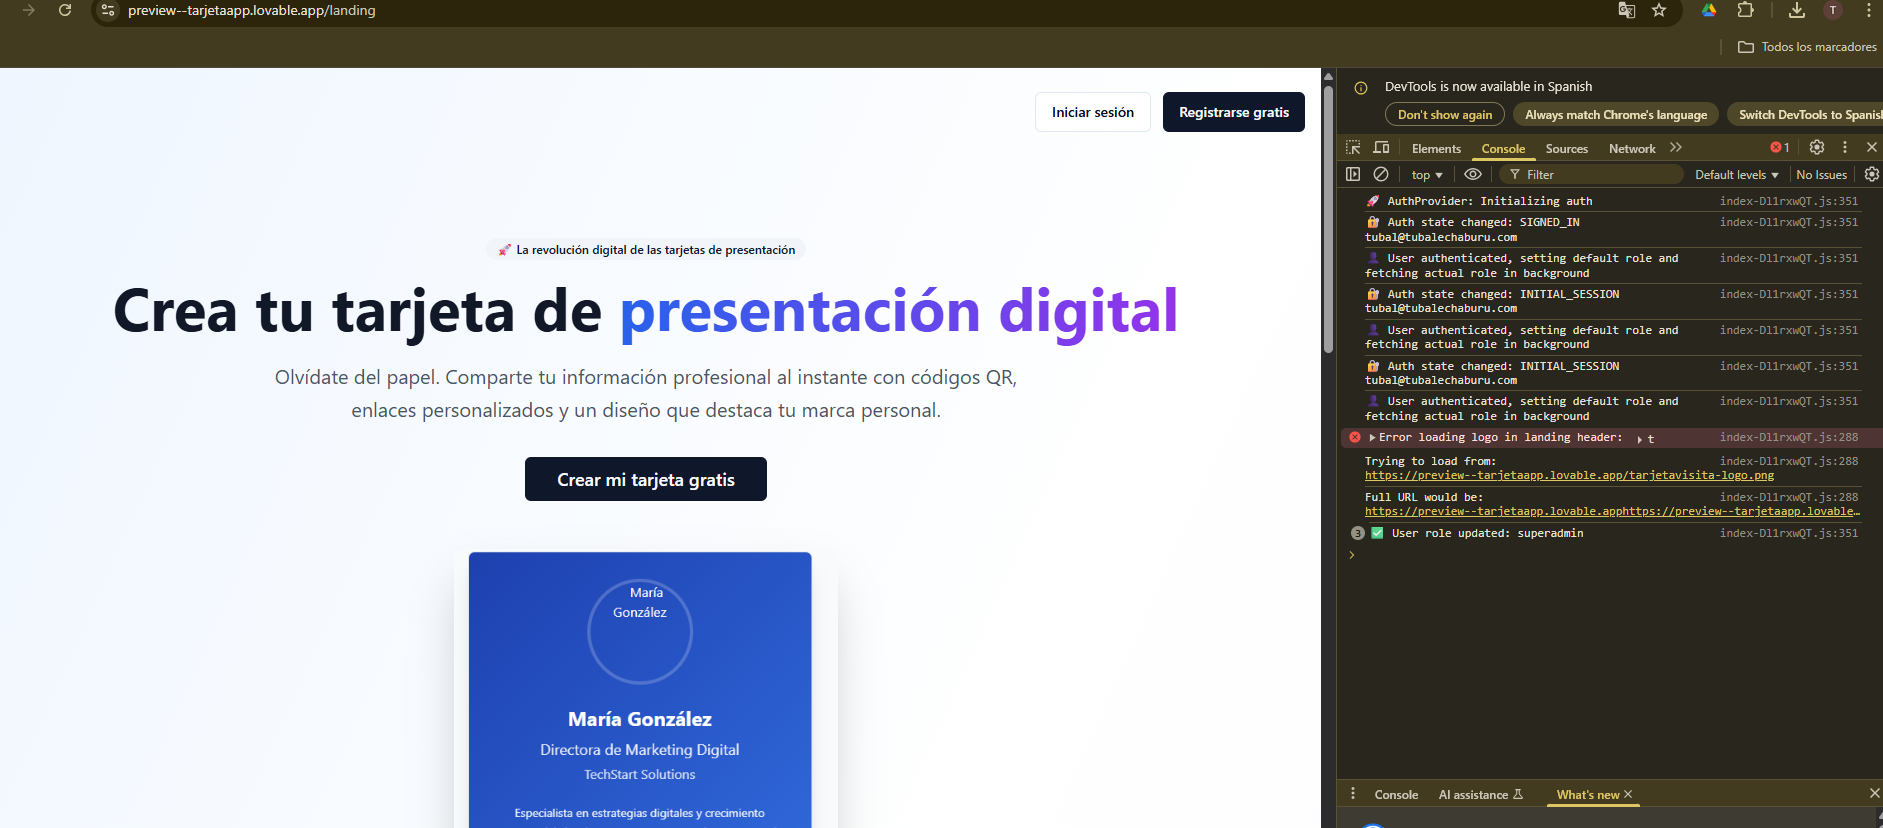 preview--tarjetaapp.lovable.app/landing
T
Todos los marcadores
Iniciar sesión
Registrarse gratis
🚀 La revolución digital de las tarjetas de presentación
Crea tu tarjeta de presentación digital
Olvídate del papel. Comparte tu información profesional al instante con códigos QR,
enlaces personalizados y un diseño que destaca tu marca personal.
Crear mi tarjeta gratis
María
González
María González
Directora de Marketing Digital
TechStart Solutions
Especialista en estrategias digitales y crecimiento
DevTools is now available in Spanish
Don't show again
Always match Chrome's language
Switch DevTools to Spanish
Elements
Console
Sources
Network
1
top
Filter
Default levels
No Issues
🚀 AuthProvider: Initializing auth index-Dl1rxwQT.js:351
🔐 Auth state changed: SIGNED_IN index-Dl1rxwQT.js:351
tubal@tubalechaburu.com
👤 User authenticated, setting default role and index-Dl1rxwQT.js:351
fetching actual role in background
🔐 Auth state changed: INITIAL_SESSION index-Dl1rxwQT.js:351
tubal@tubalechaburu.com
👤 User authenticated, setting default role and index-Dl1rxwQT.js:351
fetching actual role in background
🔐 Auth state changed: INITIAL_SESSION index-Dl1rxwQT.js:351
tubal@tubalechaburu.com
👤 User authenticated, setting default role and index-Dl1rxwQT.js:351
fetching actual role in background
Error loading logo in landing header: t index-Dl1rxwQT.js:288
Trying to load from: index-Dl1rxwQT.js:288
https://preview--tarjetaapp.lovable.app/tarjetavisita-logo.png
Full URL would be: index-Dl1rxwQT.js:288
https://preview--tarjetaapp.lovable.apphttps://preview--tarjetaapp.lovable…
3 ✅ User role updated: superadmin index-Dl1rxwQT.js:351
Console
AI assistance
What's new